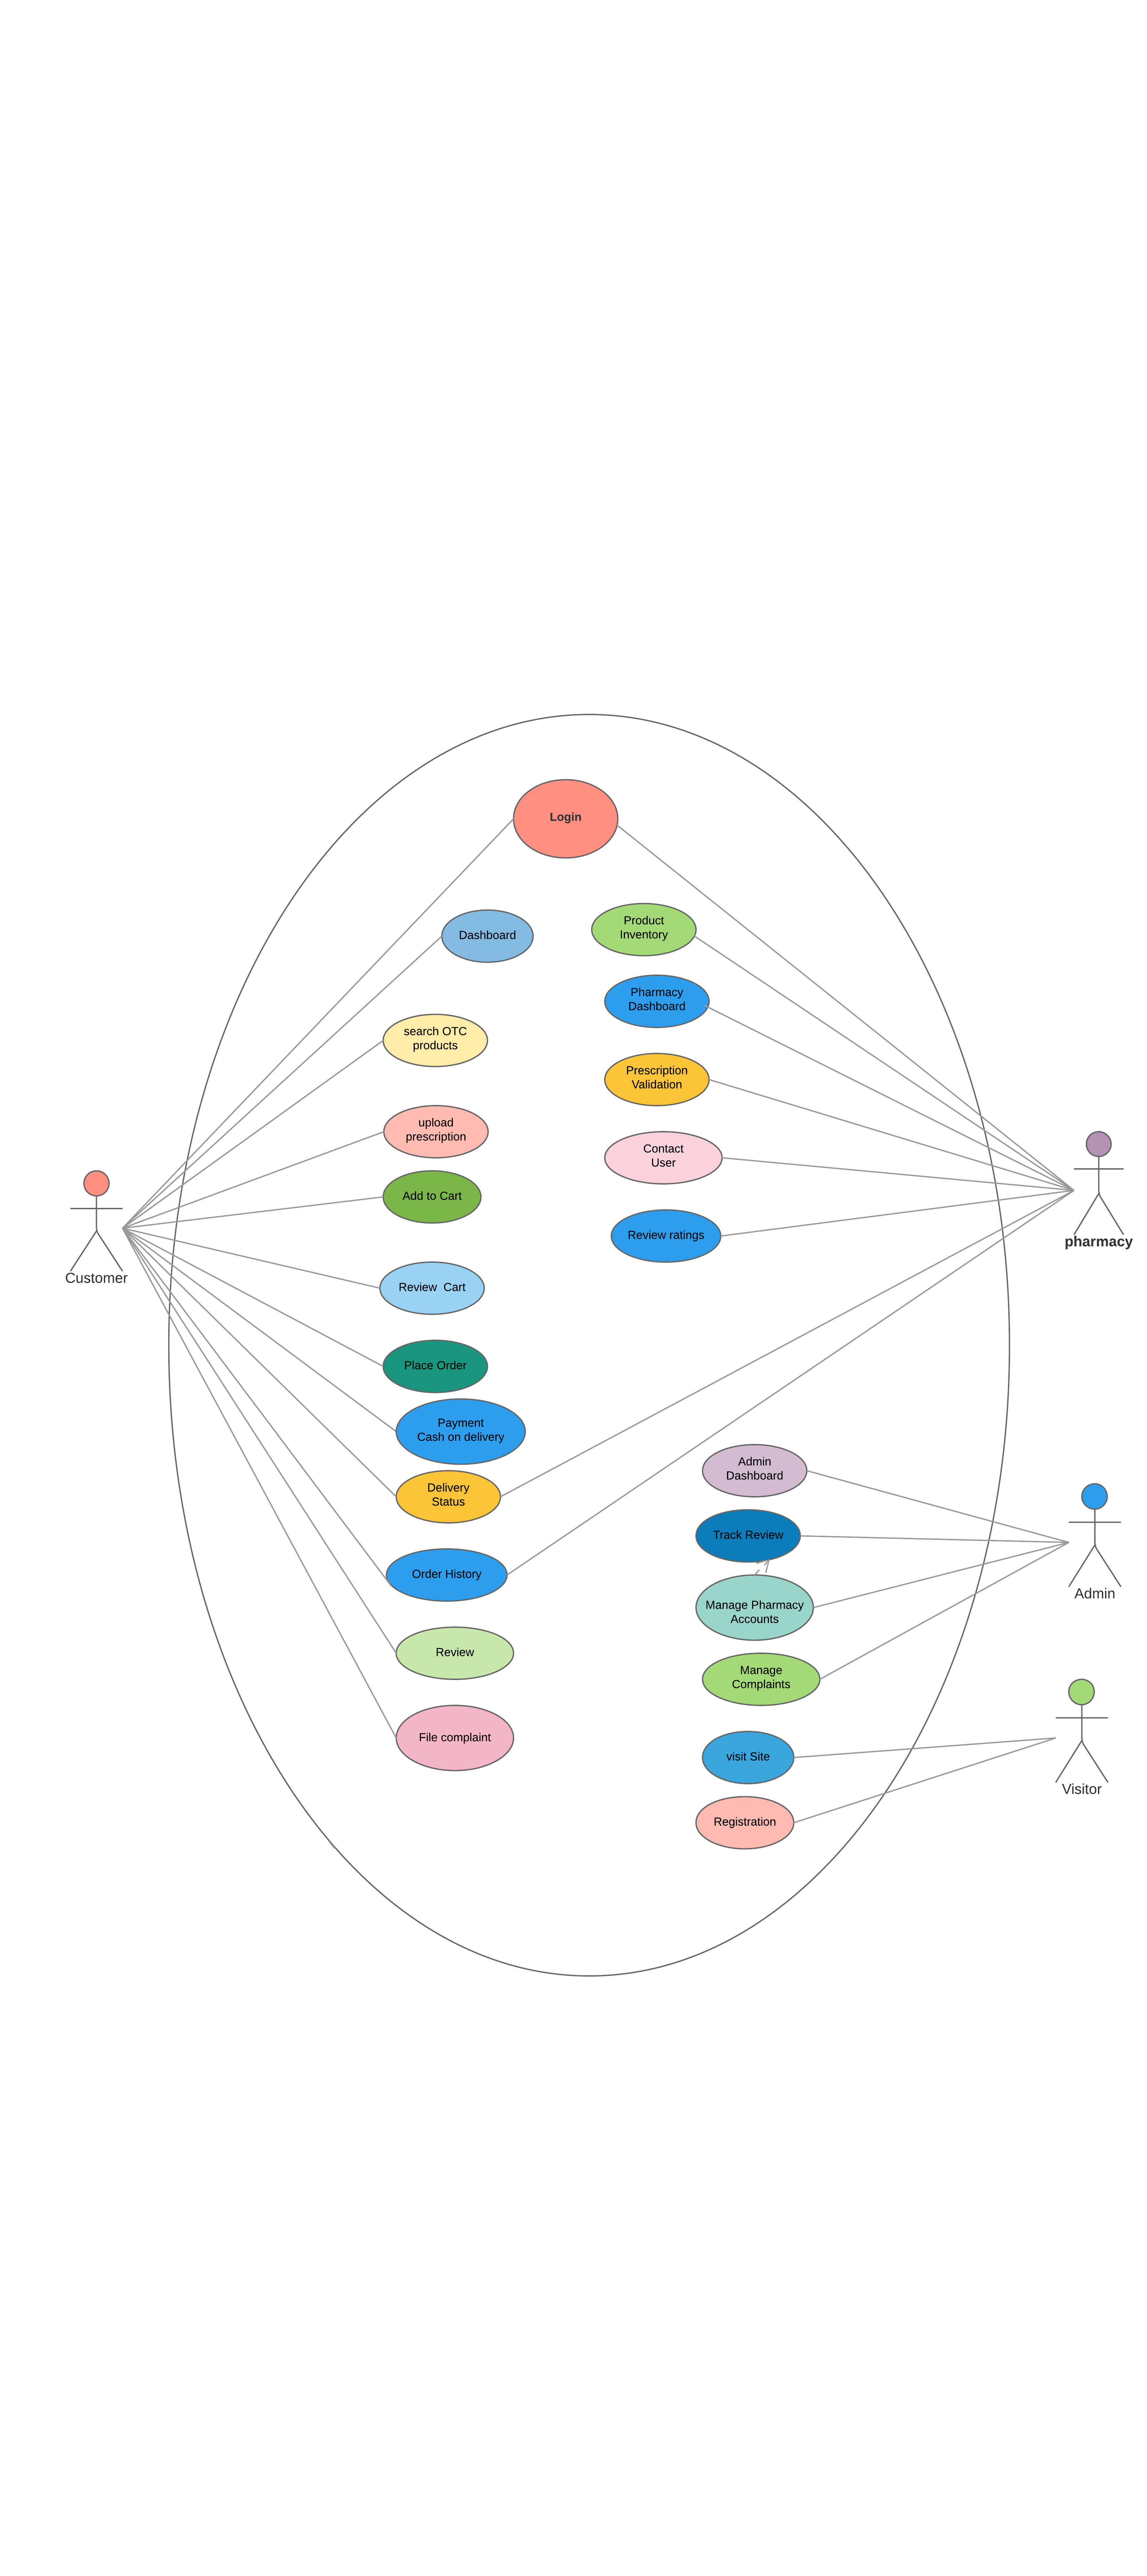 Login
Dashboard
Product
Inventory
Pharmacy
Dashboard
search OTC
products
Prescription
Validation
upload
prescription
Contact
User
Add to Cart
Review ratings
pharmacy
Customer
Review  Cart
Place Order
Payment
Cash on delivery
Delivery
Status
Admin
Dashboard
Track Review
Order History
Admin
Manage Pharmacy
Accounts
Review
Manage
Complaints
File complaint
visit Site
Visitor
Registration